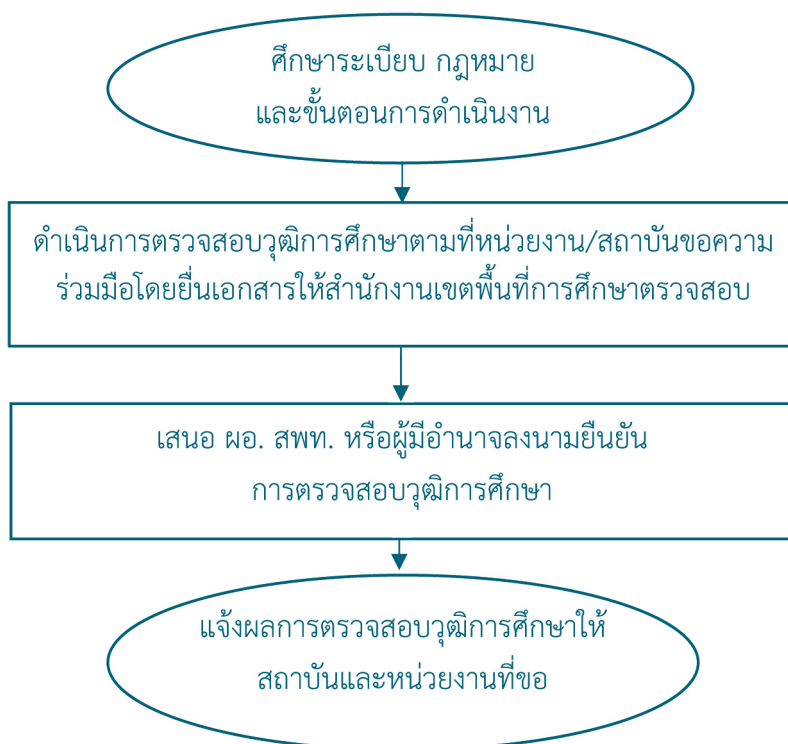 ศึกษาระเบียบ กฎหมาย
และขั้นตอนการดำเนินงาน
ดำเนินการตรวจสอบวุฒิการศึกษาตามที่หน่วยงาน/สถาบันขอความ
ร่วมมือโดยยื่นเอกสารให้สำนักงานเขตพื้นที่การศึกษาตรวจสอบ
เสนอ ผอ. สพท. หรือผู้มีอำนาจลงนามยืนยัน
การตรวจสอบวุฒิการศึกษา
แจ้งผลการตรวจสอบวุฒิการศึกษาให้
สถาบันและหน่วยงานที่ขอ